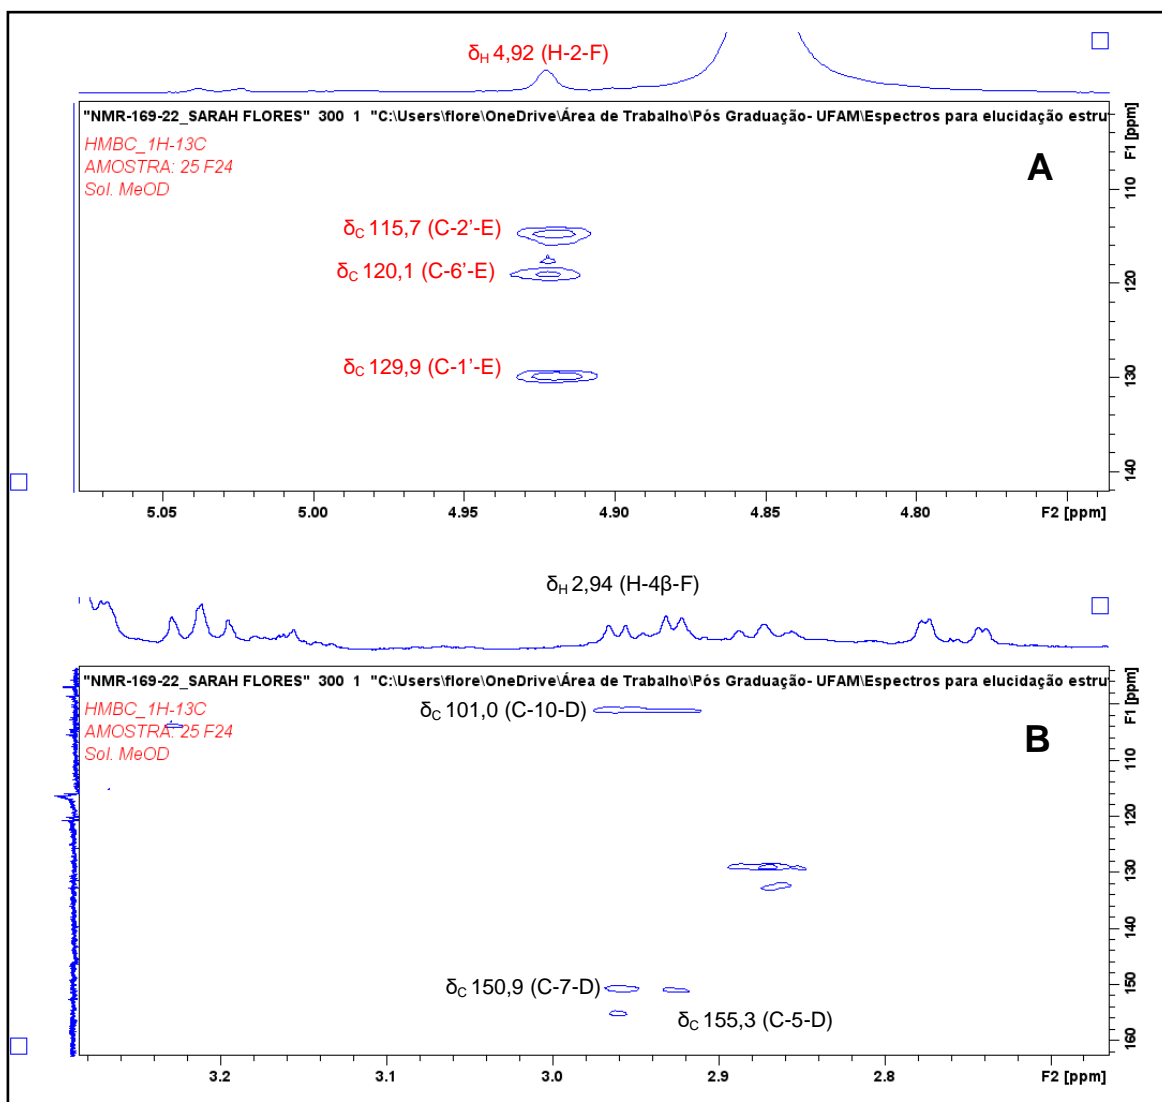 δH 4,92 (H-2-F)
"NMR-169-22_SARAH FLORES" 300 1 "C:\Users\flore\OneDrive\Área de Trabalho\Pós Graduação- UFAM\Espectros para elucidação estru
HMBC_1H-13C
AMOSTRA: 25 F24
Sol. MeOD
A
δC 115,7 (C-2'-E)
δC 120,1 (C-6'-E)
δC 129,9 (C-1'-E)
F1 [ppm]
110
120
130
140
5.05 5.00 4.95 4.90 4.85 4.80 F2 [ppm]
δH 2,94 (H-4β-F)
"NMR-169-22_SARAH FLORES" 300 1 "C:\Users\flore\OneDrive\Área de Trabalho\Pós Graduação- UFAM\Espectros para elucidação estru
HMBC_1H-13C
AMOSTRA: 25 F24
Sol. MeOD
B
δC 101,0 (C-10-D)
δC 150,9 (C-7-D)
δC 155,3 (C-5-D)
F1 [ppm]
110
120
130
140
150
160
3.2 3.1 3.0 2.9 2.8 F2 [ppm]